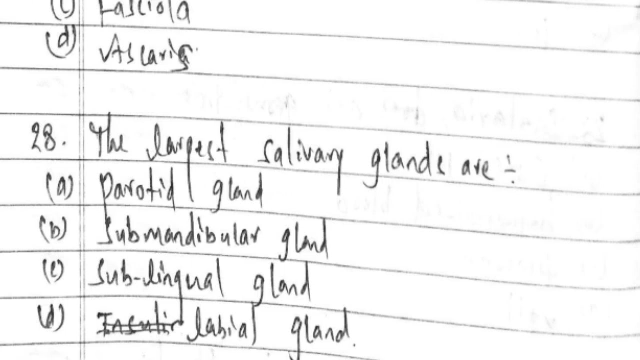 (c) Fasciola
(d) Ascaris
28. The largest salivary glands are ÷
(a) Parotid gland
(b) Submandibular gland
(c) Sub-lingual gland
(d) labial gland.